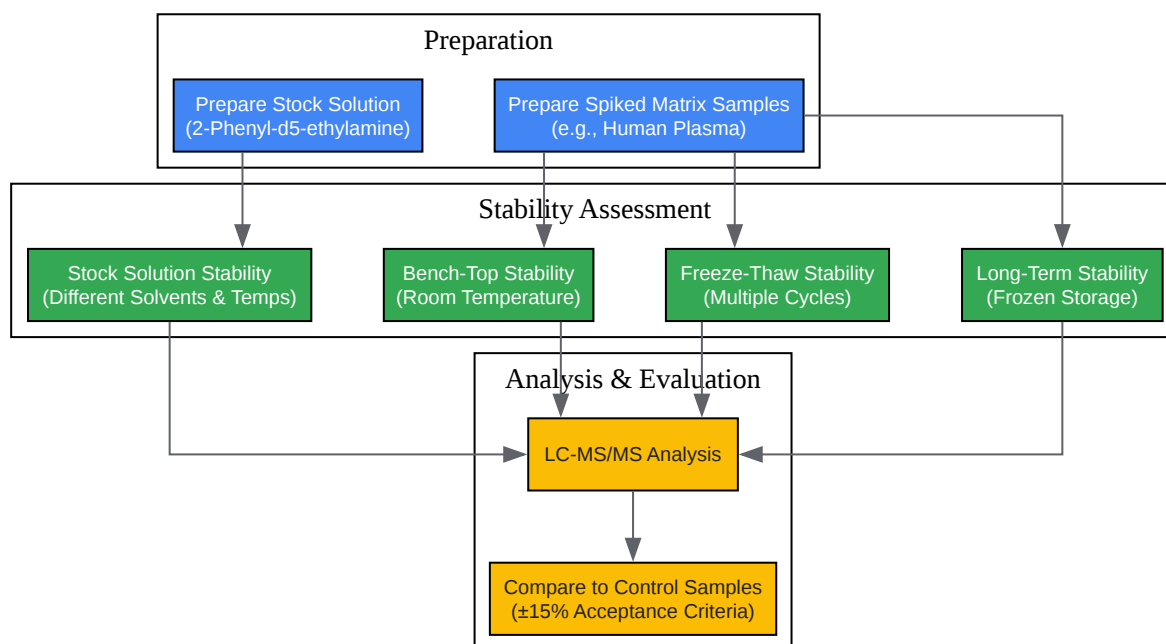 Preparation
Prepare Stock Solution
(2-Phenyl-d5-ethylamine)
Prepare Spiked Matrix Samples
(e.g., Human Plasma)
Stability Assessment
Stock Solution Stability
(Different Solvents & Temps)
Bench-Top Stability
(Room Temperature)
Freeze-Thaw Stability
(Multiple Cycles)
Long-Term Stability
(Frozen Storage)
Analysis & Evaluation
LC-MS/MS Analysis
Compare to Control Samples
(±15% Acceptance Criteria)